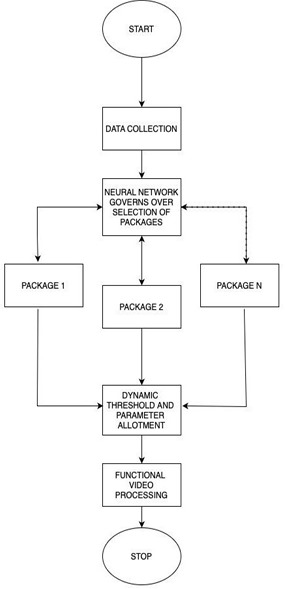 START
DATA COLLECTION
NEURAL NETWORK
GOVERNS OVER
SELECTION OF
PACKAGES
PACKAGE 1
PACKAGE 2
PACKAGE N
DYNAMIC
THRESHOLD AND
PARAMETER
ALLOTMENT
FUNCTIONAL
VIDEO
PROCESSING
STOP